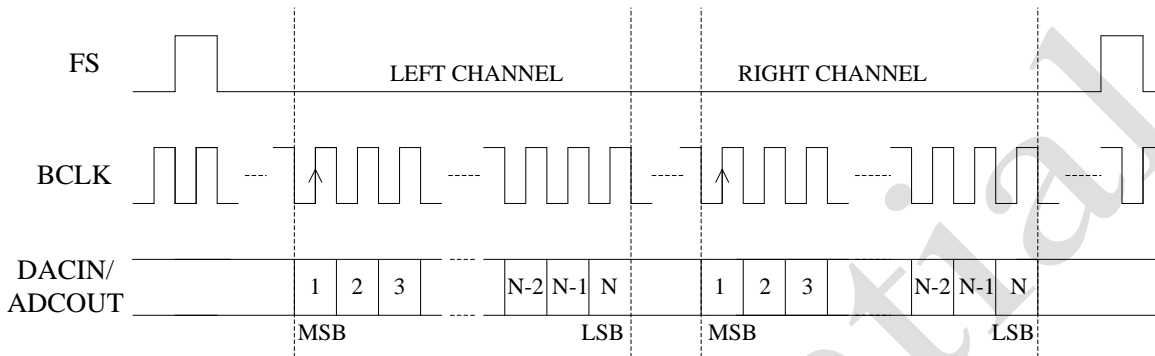 FS
LEFT CHANNEL
RIGHT CHANNEL
BCLK
DACIN/
ADCOUT
1 2 3 N-2 N-1 N 1 2 3 N-2 N-1 N
MSB LSB MSB LSB
tial